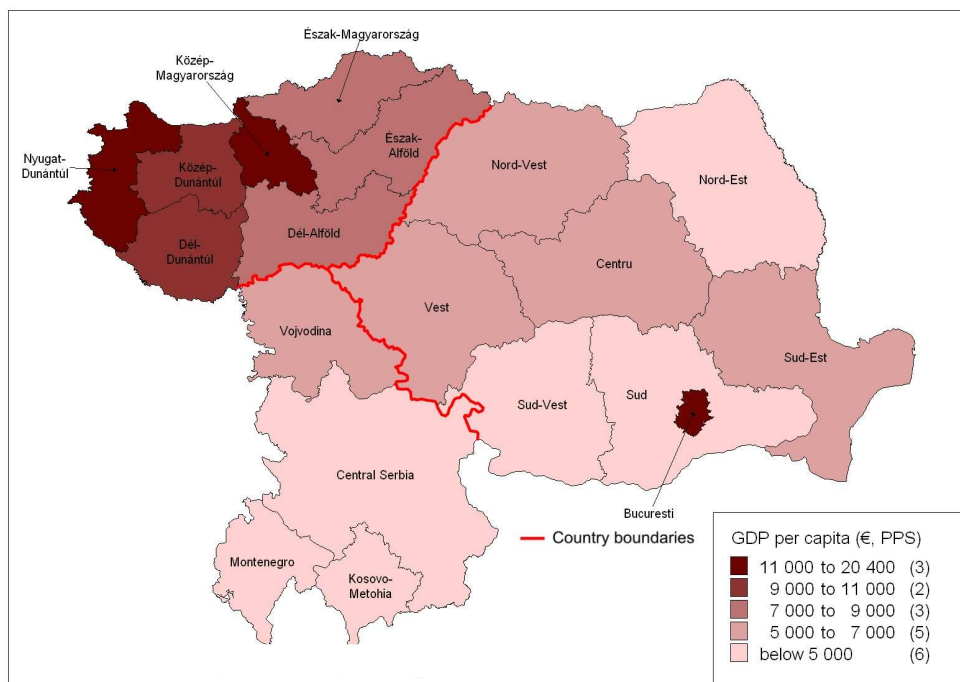 Észak-Magyarország
Közép-
Magyarország
Nyugat-
Dunántúl
Közép-
Dunántúl
Észak-
Alföld
Nord-Vest
Nord-Est
Dél-
Dunántúl
Dél-Alföld
Centru
Vojvodina
Vest
Sud-Est
Sud-Vest
Sud
Central Serbia
Bucuresti
Country boundaries
Montenegro
Kosovo-
Metohia
GDP per capita (€, PPS)
11 000 to 20 400 (3)
9 000 to 11 000 (2)
7 000 to 9 000 (3)
5 000 to 7 000 (5)
below 5 000 (6)